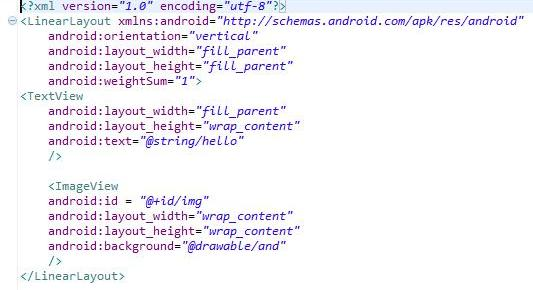 <?xml version="1.0" encoding="utf-8"?>
<LinearLayout xmlns:android="http://schemas.android.com/apk/res/android"
    android:orientation="vertical"
    android:layout_width="fill_parent"
    android:layout_height="fill_parent"
    android:weightSum="1">
<TextView
    android:layout_width="fill_parent"
    android:layout_height="wrap_content"
    android:text="@string/hello"
    />
    <ImageView
    android:id = "@+id/img"
    android:layout_width="wrap_content"
    android:layout_height="wrap_content"
    android:background="@drawable/and"
    />
</LinearLayout>